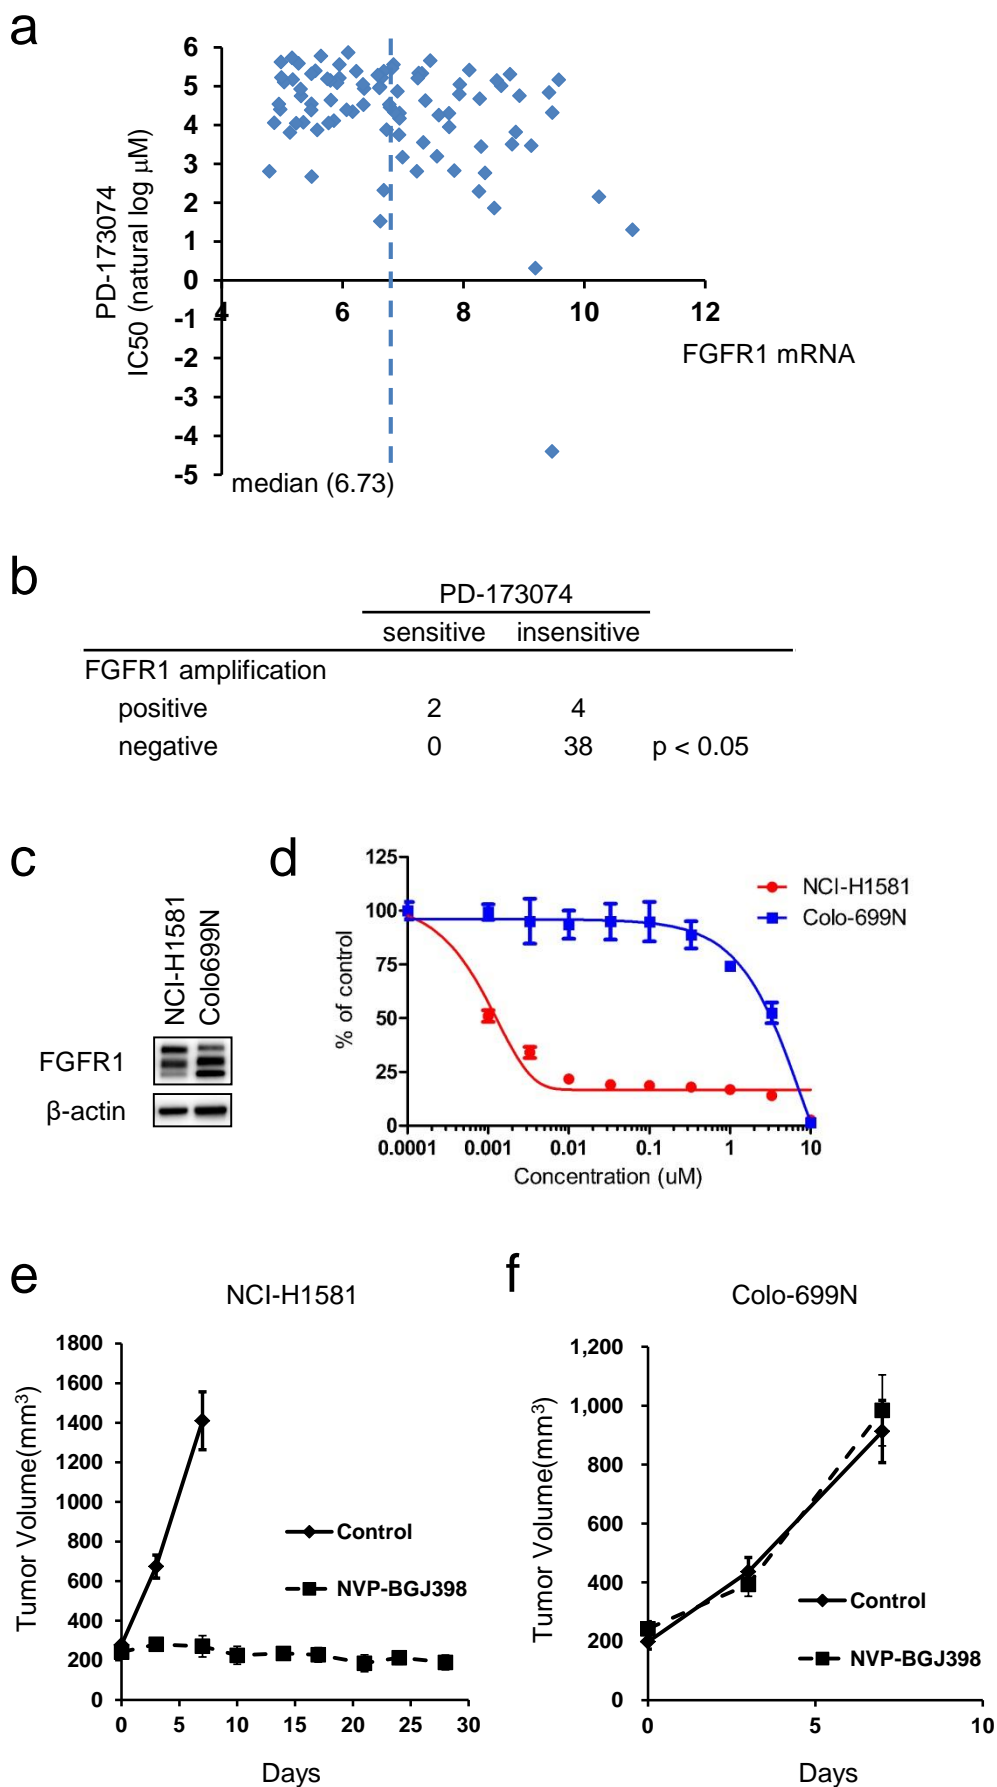 a
PD-173074
IC50 (natural log μM)
6
5
4
3
2
1
0
-1
-2
-3
-4
-5
4 6 8 10 12
FGFR1 mRNA
median (6.73)
b
PD-173074
sensitive insensitive
FGFR1 amplification
positive 2 4
negative 0 38 p < 0.05
c
NCI-H1581
Colo699N
FGFR1
β-actin
d
% of control
125
100
75
50
25
0
0.0001 0.001 0.01 0.1 1 10
Concentration (uM)
NCI-H1581
Colo-699N
e
NCI-H1581
Tumor Volume(mm³)
1800
1600
1400
1200
1000
800
600
400
200
0
0 5 10 15 20 25 30
Days
Control
NVP-BGJ398
f
Colo-699N
Tumor Volume(mm³)
1,200
1,000
800
600
400
200
0
0 5 10
Days
Control
NVP-BGJ398